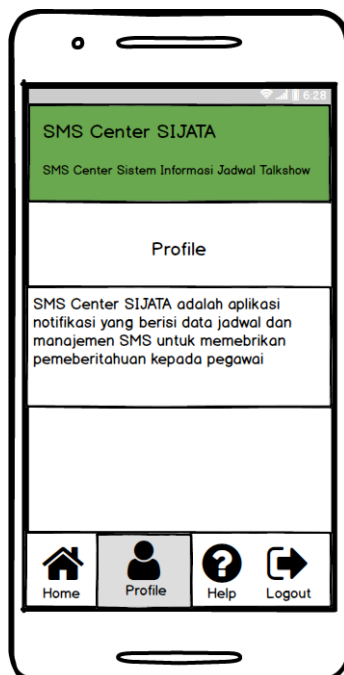 6:28
SMS Center SIJATA
SMS Center Sistem Informasi Jadwal Talkshow
Profile
SMS Center SIJATA adalah aplikasi
notifikasi yang berisi data jadwal dan
manajemen SMS untuk memebrikan
pemeberitahuan kepada pegawai
Home Profile Help Logout